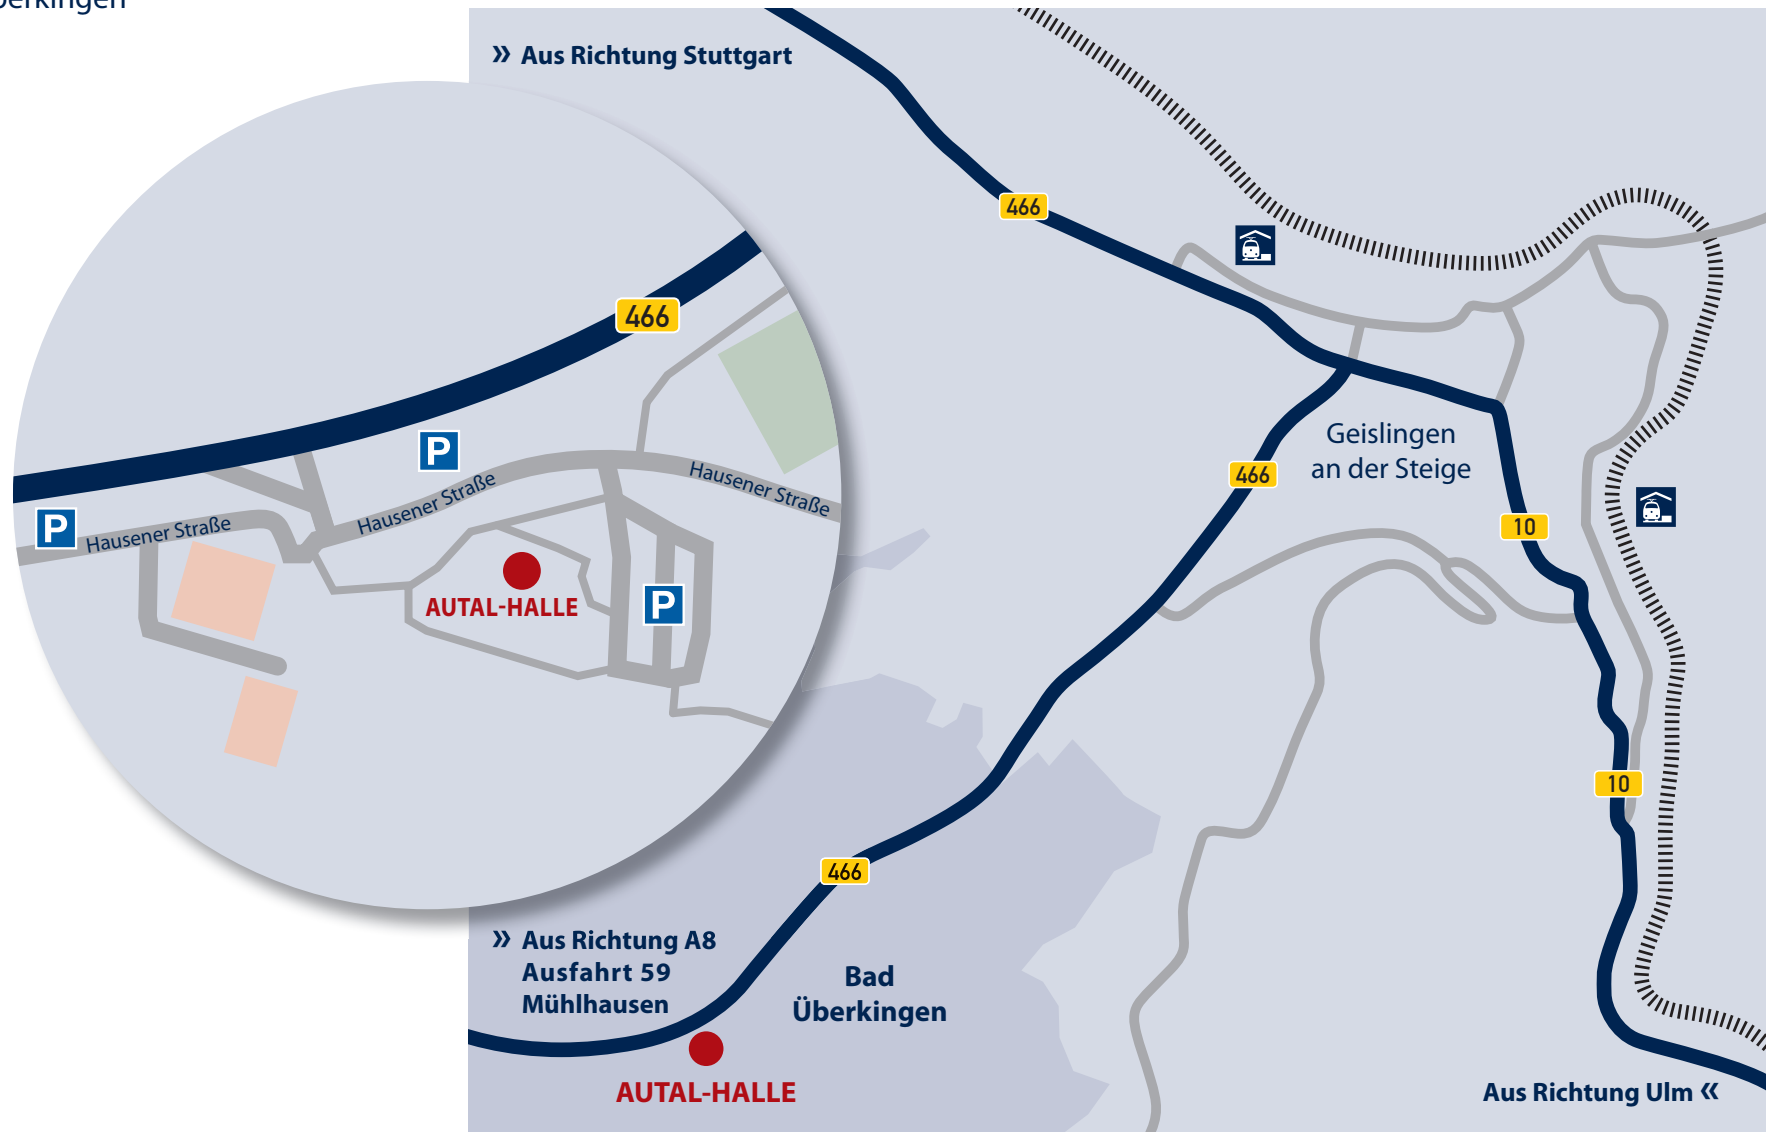 » Aus Richtung Stuttgart
466
466
P
Hausener Straße
Hausener Straße
P
Hausener Straße
AUTAL-HALLE
P
Geislingen
an der Steige
466
10
10
466
» Aus Richtung A8
Ausfahrt 59
Mühlhausen
Bad
Überkingen
AUTAL-HALLE
Aus Richtung Ulm «